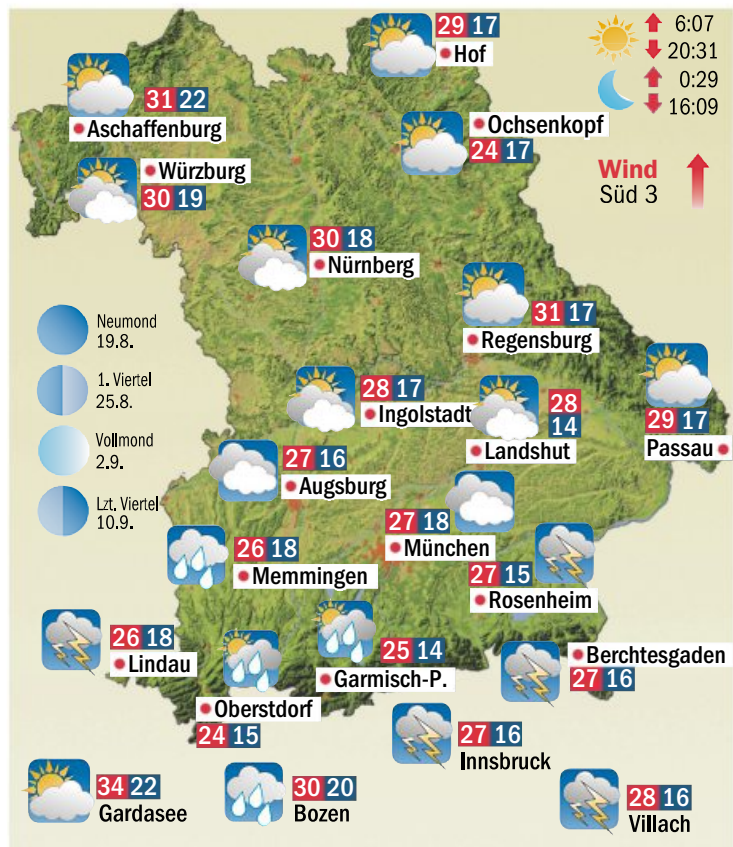 29 17
Hof
6:07
20:31
0:29
16:09
31 22
Aschaffenburg
Ochsenkopf
24 17
Wind
Süd 3
Würzburg
30 19
30 18
Nürnberg
31 17
Regensburg
Neumond
19.8.
1. Viertel
25.8.
Vollmond
2.9.
Lzt. Viertel
10.9.
28 17
Ingolstadt
28
14
Landshut
29 17
Passau
27 16
Augsburg
27 18
München
26 18
Memmingen
27 15
Rosenheim
26 18
Lindau
25 14
Garmisch-P.
Berchtesgaden
27 16
Oberstdorf
24 15
27 16
Innsbruck
34 22
Gardasee
30 20
Bozen
28 16
Villach